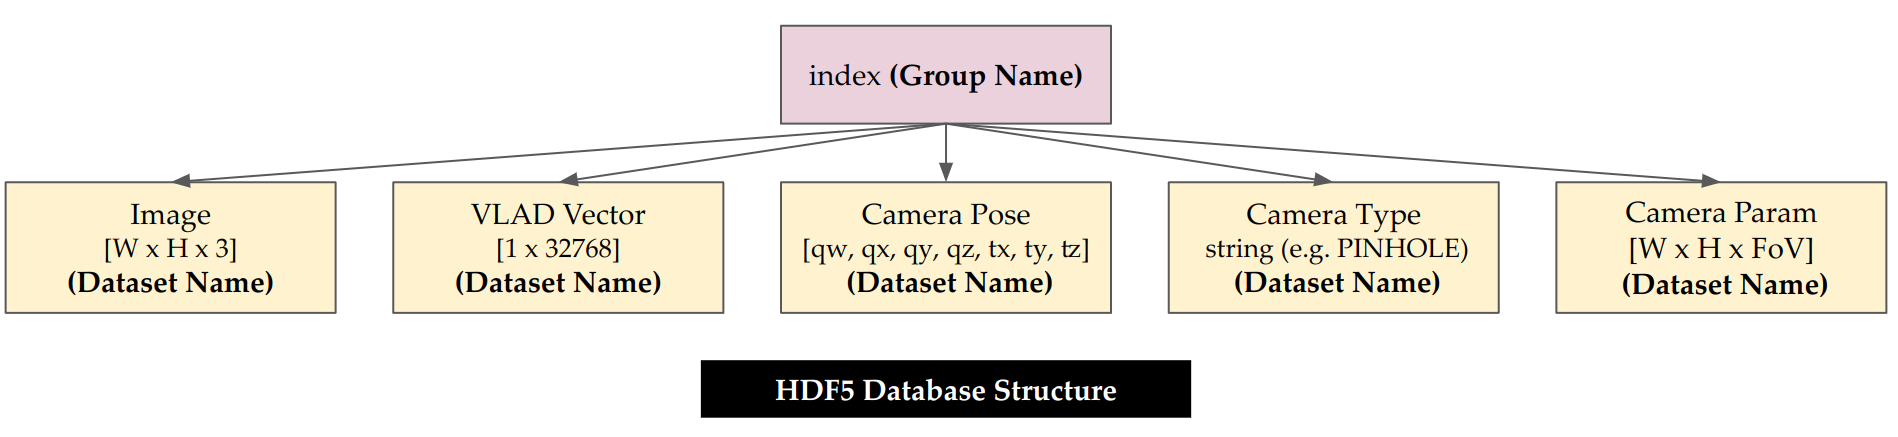 index (Group Name)
Image
[W x H x 3]
(Dataset Name)
VLAD Vector
[1 x 32768]
(Dataset Name)
Camera Pose
[qw, qx, qy, qz, tx, ty, tz]
(Dataset Name)
Camera Type
string (e.g. PINHOLE)
(Dataset Name)
Camera Param
[W x H x FoV]
(Dataset Name)
HDF5 Database Structure